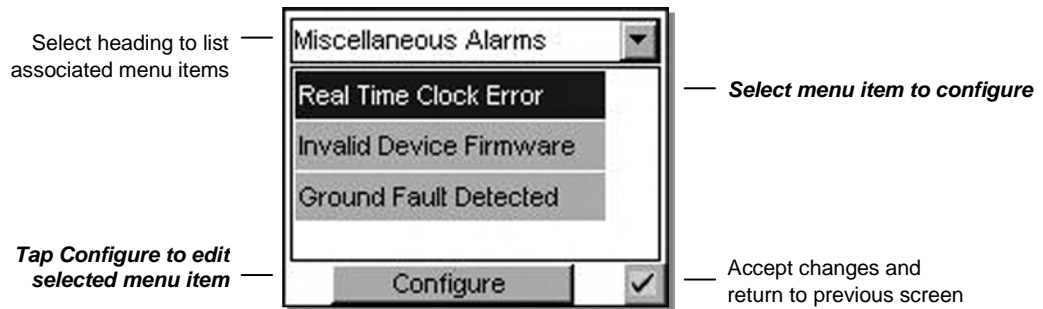 Select heading to list
associated menu items
Miscellaneous Alarms
Real Time Clock Error
Select menu item to configure
Invalid Device Firmware
Ground Fault Detected
Tap Configure to edit
selected menu item
Configure
Accept changes and
return to previous screen